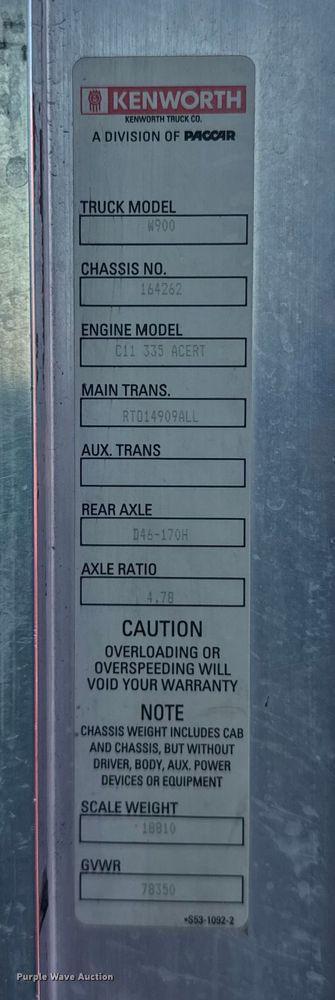 KENWORTH
KENWORTH TRUCK CO.
A DIVISION OF PACCAR
TRUCK MODEL
W900
CHASSIS NO.
164262
ENGINE MODEL
C11 335 ACERT
MAIN TRANS.
RTO14909ALL
AUX. TRANS
REAR AXLE
D46-170H
AXLE RATIO
4.78
CAUTION
OVERLOADING OR
OVERSPEEDING WILL
VOID YOUR WARRANTY
NOTE
CHASSIS WEIGHT INCLUDES CAB
AND CHASSIS, BUT WITHOUT
DRIVER, BODY, AUX. POWER
DEVICES OR EQUIPMENT
SCALE WEIGHT
18810
GVWR
78350
*S53-1092-2
Purple Wave Auction